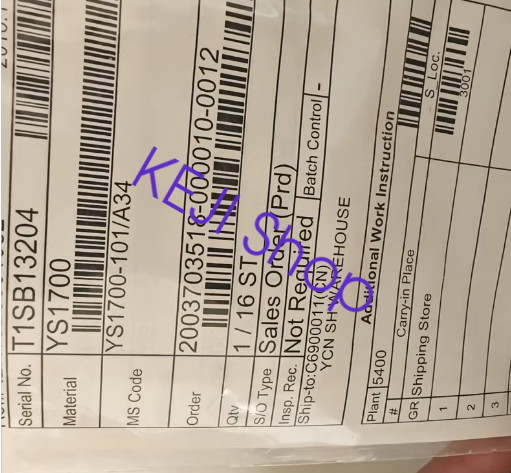 Serial No. T1SB13204
Material YS1700
MS Code YS1700-101/A34
Order 2003703518-000010-0012
Qty 1 / 16 ST
S/O Type Sales Order (Prd)
Insp. Rec. Not Required Batch Control -
Ship-to:C6900011(CN)
YCN SH WAREHOUSE
Additional Work Instruction
Plant 5400
# Carry-in Place S_Loc.
GR Shipping Store 3001
1
2
3
KEJI Shop